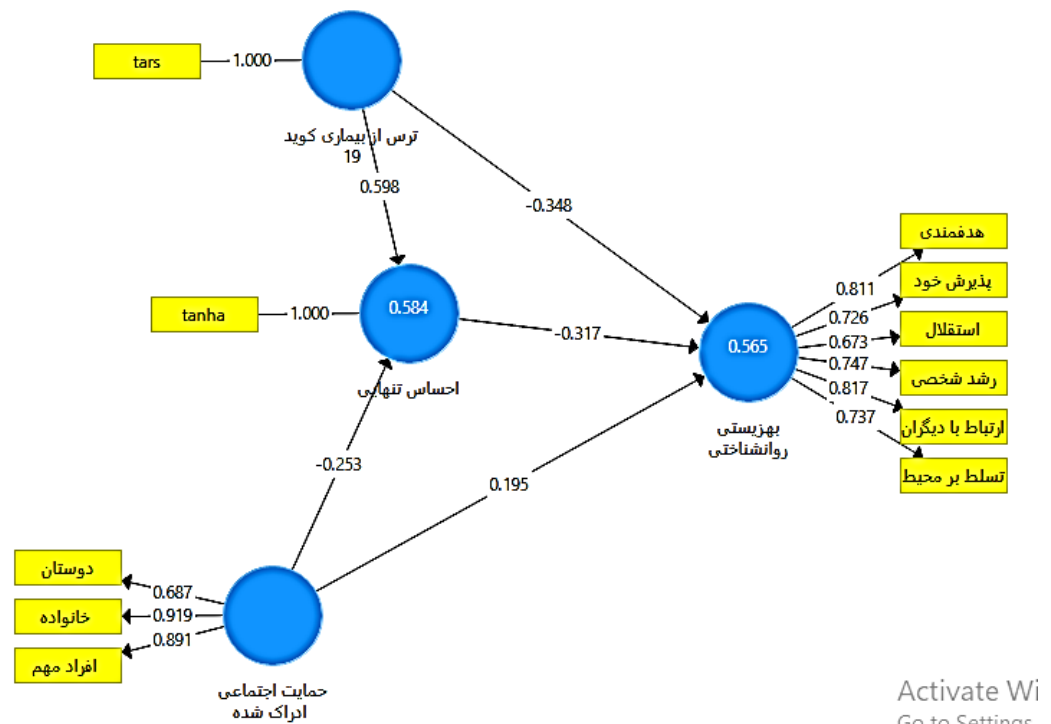 tars
1.000
ترس از بیماری کوید
19
0.598
-0.348
tanha
1.000
0.584
احساس تنهایی
-0.317
0.565
بهزیستی
روانشناختی
0.811
0.726
0.673
0.747
0.817
0.737
هدفمندی
پذیرش خود
استقلال
رشد شخصی
ارتباط با دیگران
تسلط بر محیط
-0.253
0.195
دوستان
خانواده
افراد مهم
0.687
0.919
0.891
حمایت اجتماعی
ادراک شده
Activate Wi
Go to Settings